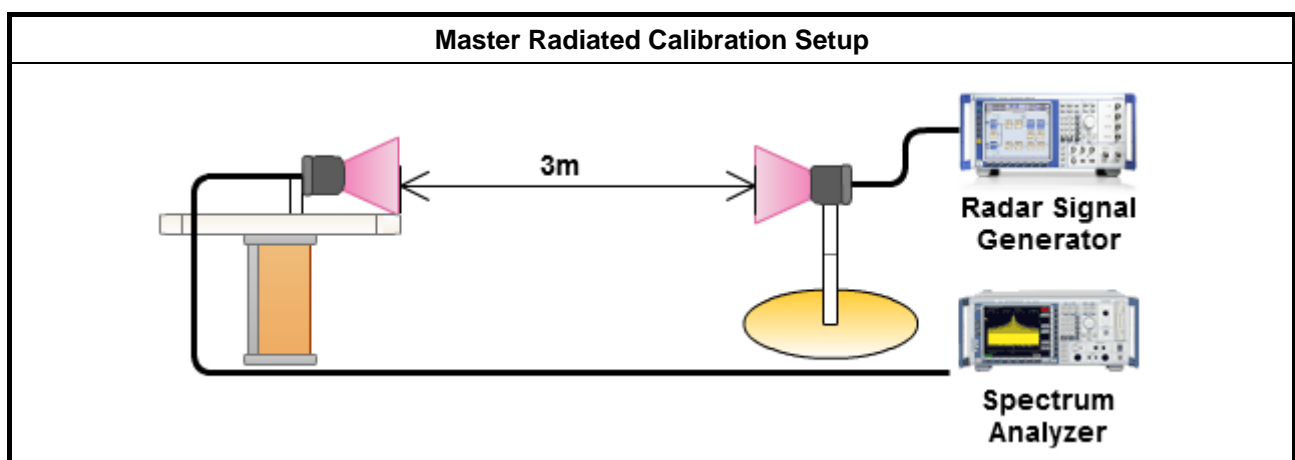 Master Radiated Calibration Setup
3m
Radar Signal
Generator
Spectrum
Analyzer